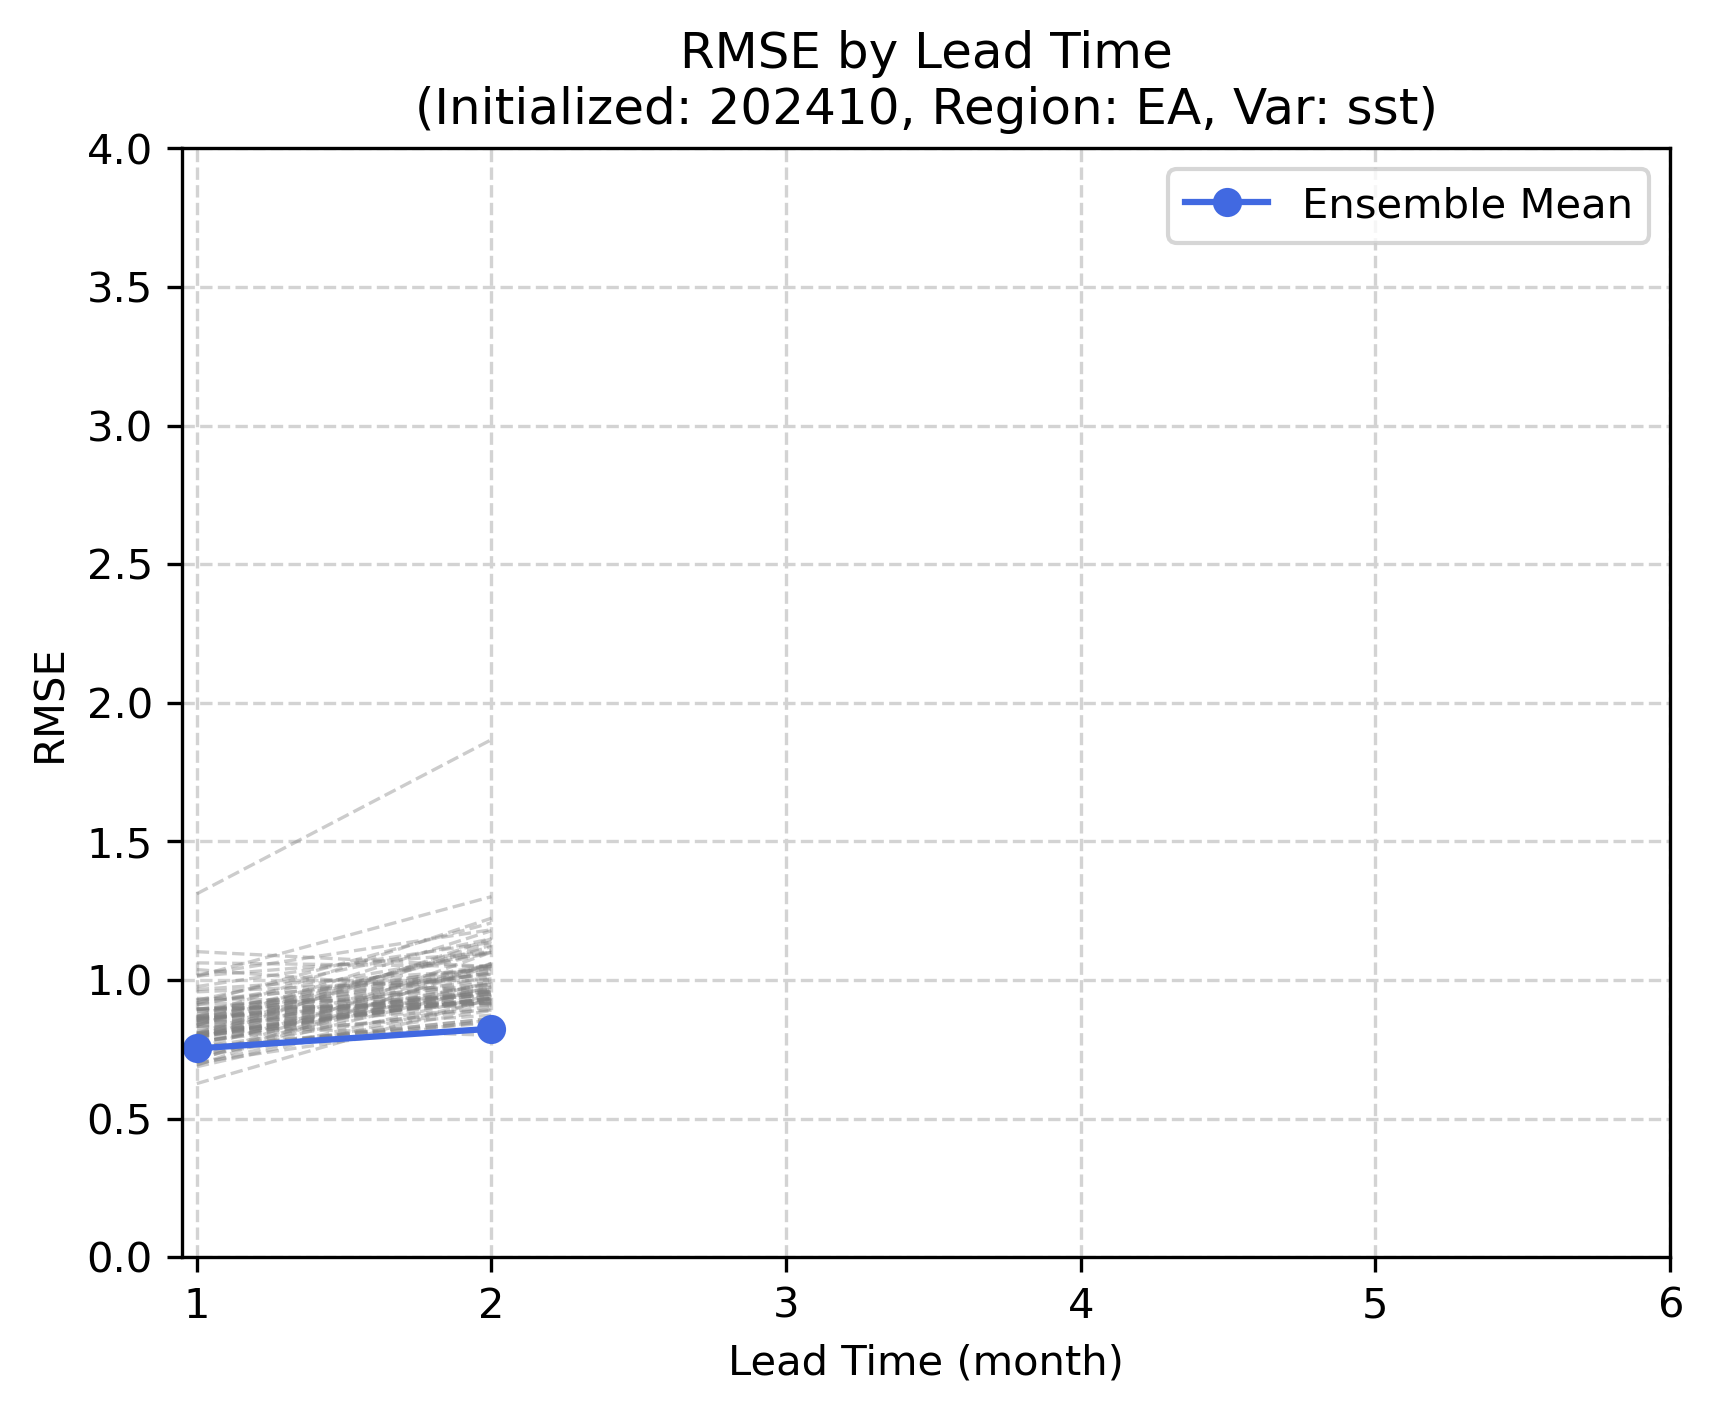 RMSE by Lead Time
(Initialized: 202410, Region: EA, Var: sst)
Ensemble Mean
4.0
3.5
3.0
2.5
2.0
1.5
1.0
0.5
0.0
RMSE
1 2 3 4 5 6
Lead Time (month)